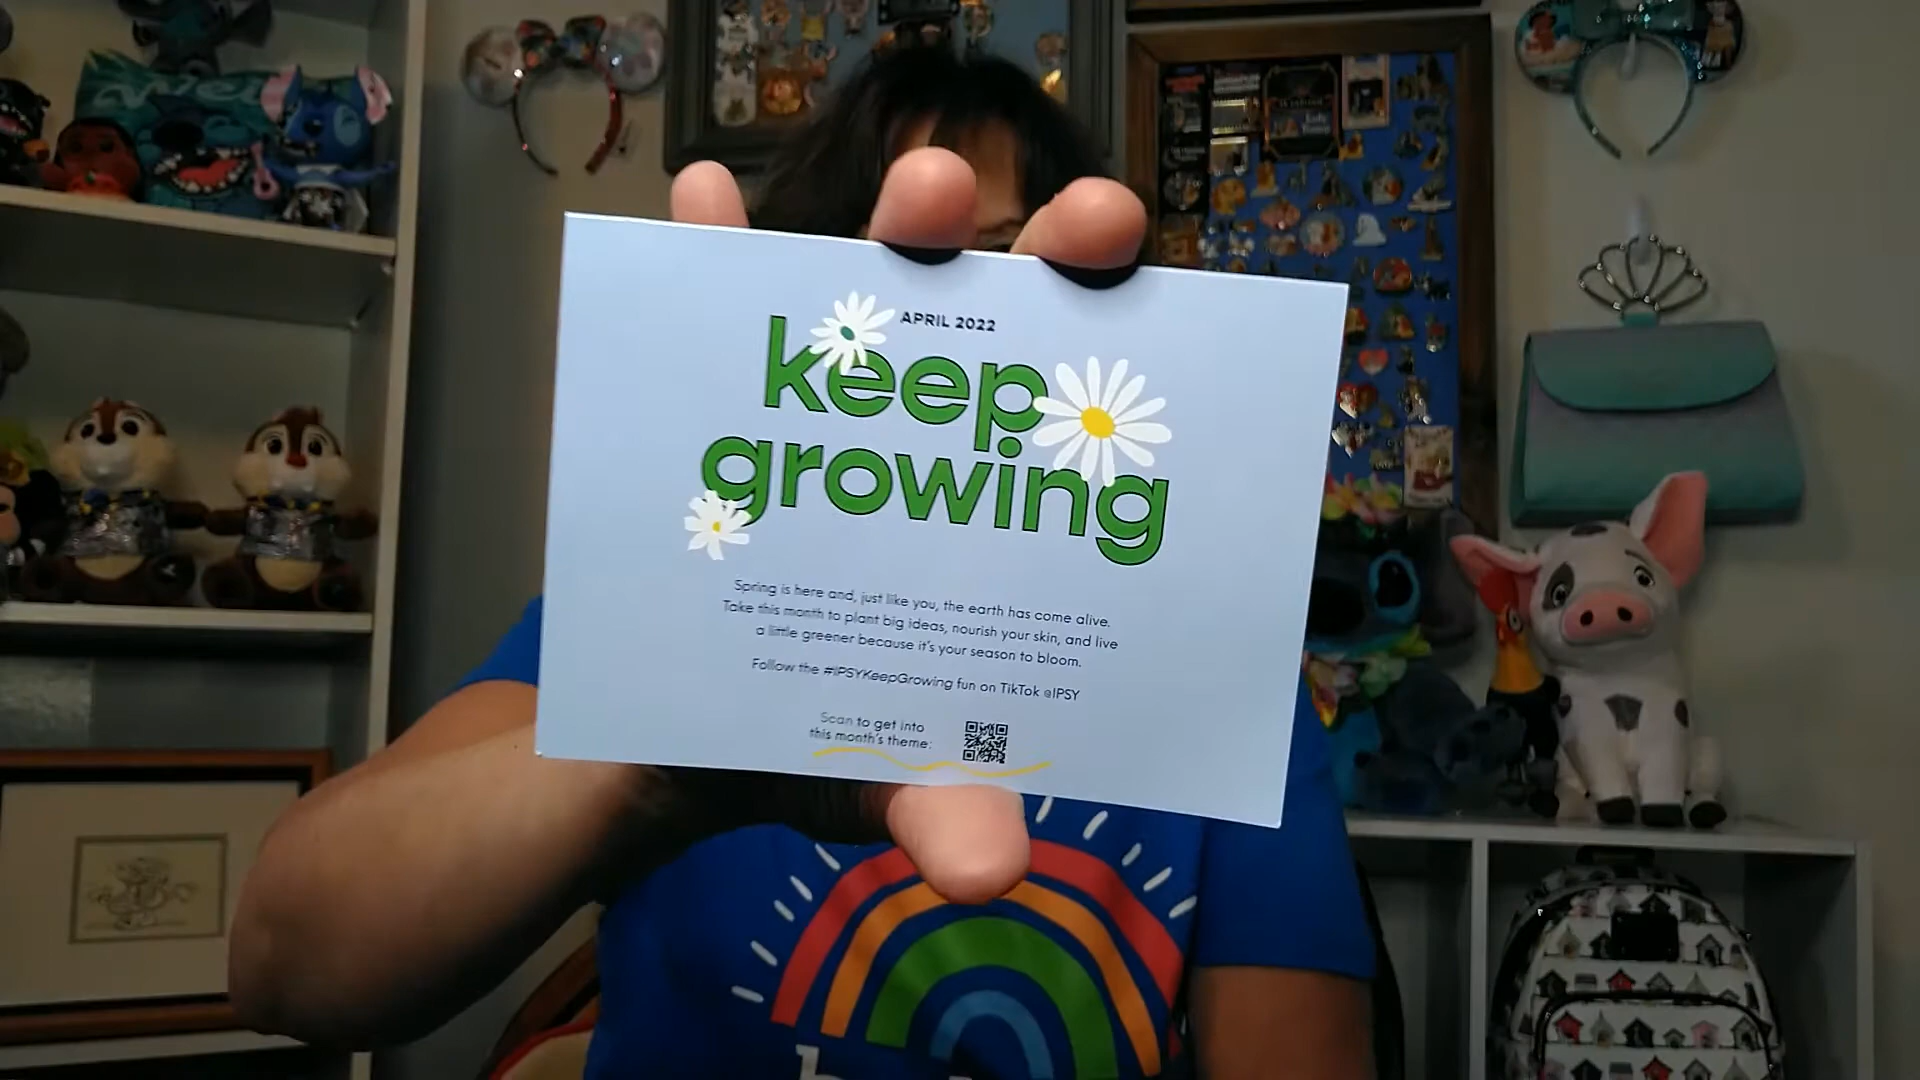 APRIL 2022
keep
growing
Spring is here and, just like you, the earth has come alive.
Take this month to plant big ideas, nourish your skin, and live
a little greener because it's your season to bloom.
Follow the #IPSYKeepGrowing fun on TikTok @IPSY
Scan to get into
this month's theme: